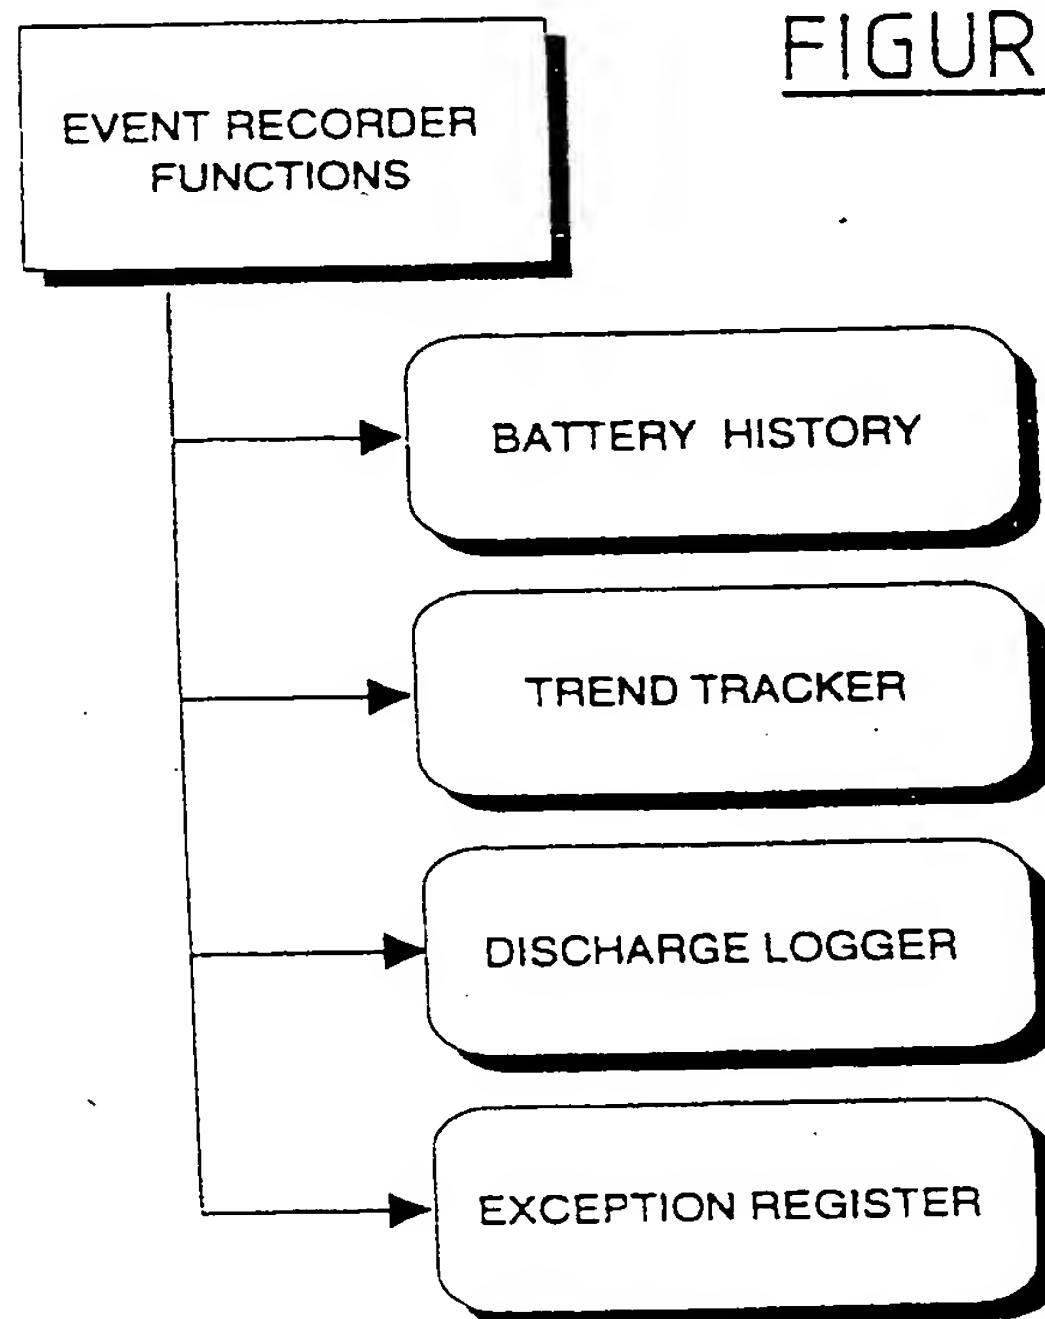 FIGUR
EVENT RECORDER
FUNCTIONS
BATTERY HISTORY
TREND TRACKER
DISCHARGE LOGGER
EXCEPTION REGISTER